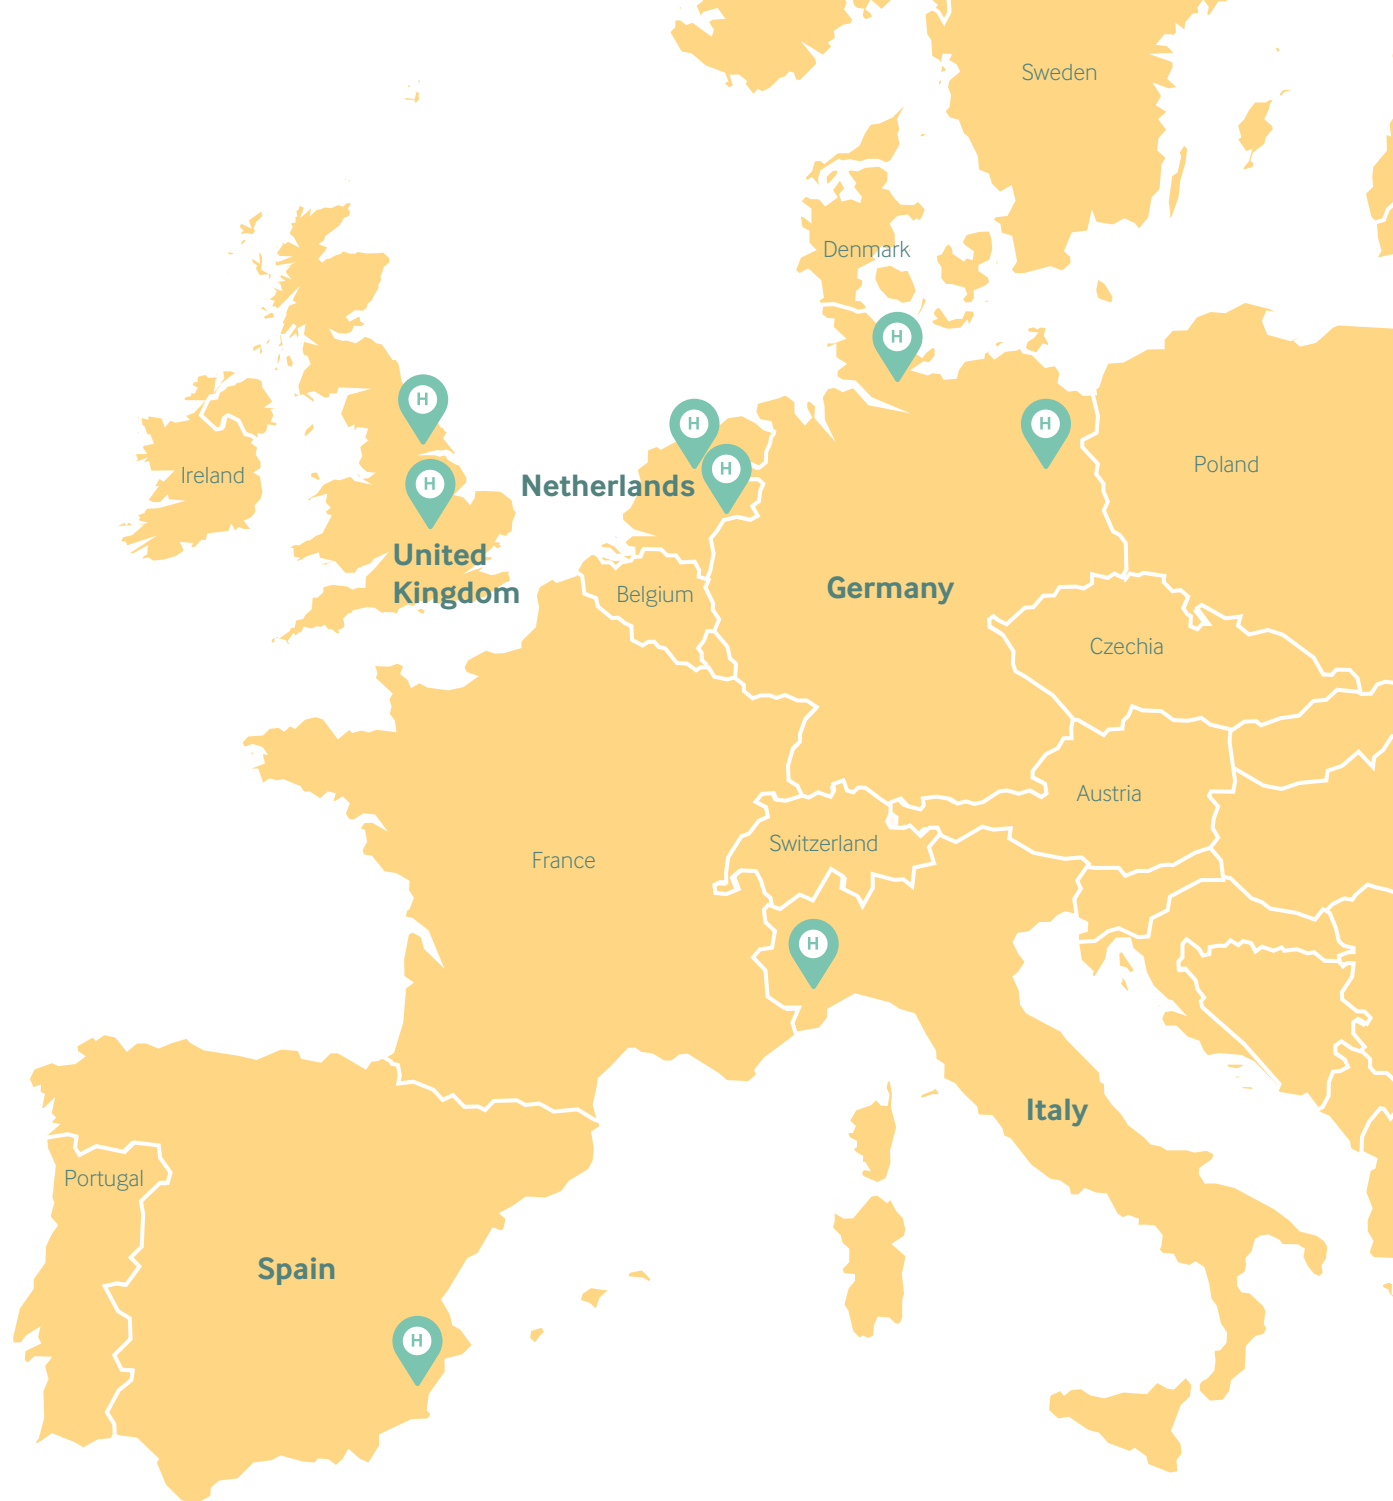 Sweden
Denmark
H
H
H
H
H
Poland
Ireland
H
Netherlands
H
United
Kingdom
Germany
Belgium
Czechia
Austria
Switzerland
France
H
Italy
Portugal
Spain
H